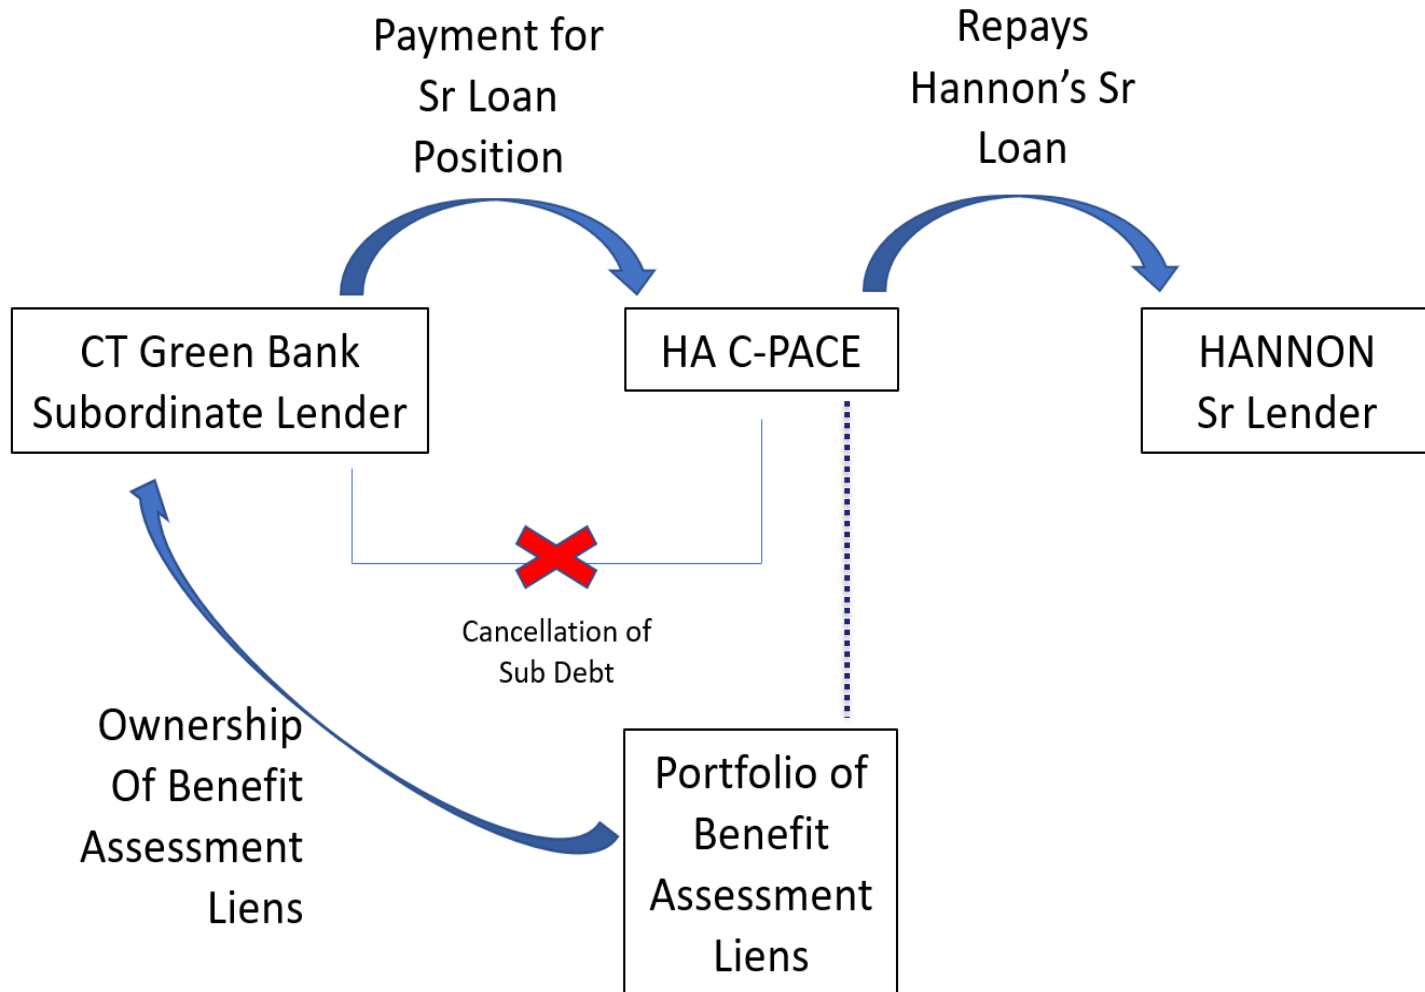 Payment for
Sr Loan
Position
Repays
Hannon's Sr
Loan
CT Green Bank
Subordinate Lender
HA C-PACE
HANNON
Sr Lender
Cancellation of
Sub Debt
Ownership
Of Benefit
Assessment
Liens
Portfolio of
Benefit
Assessment
Liens